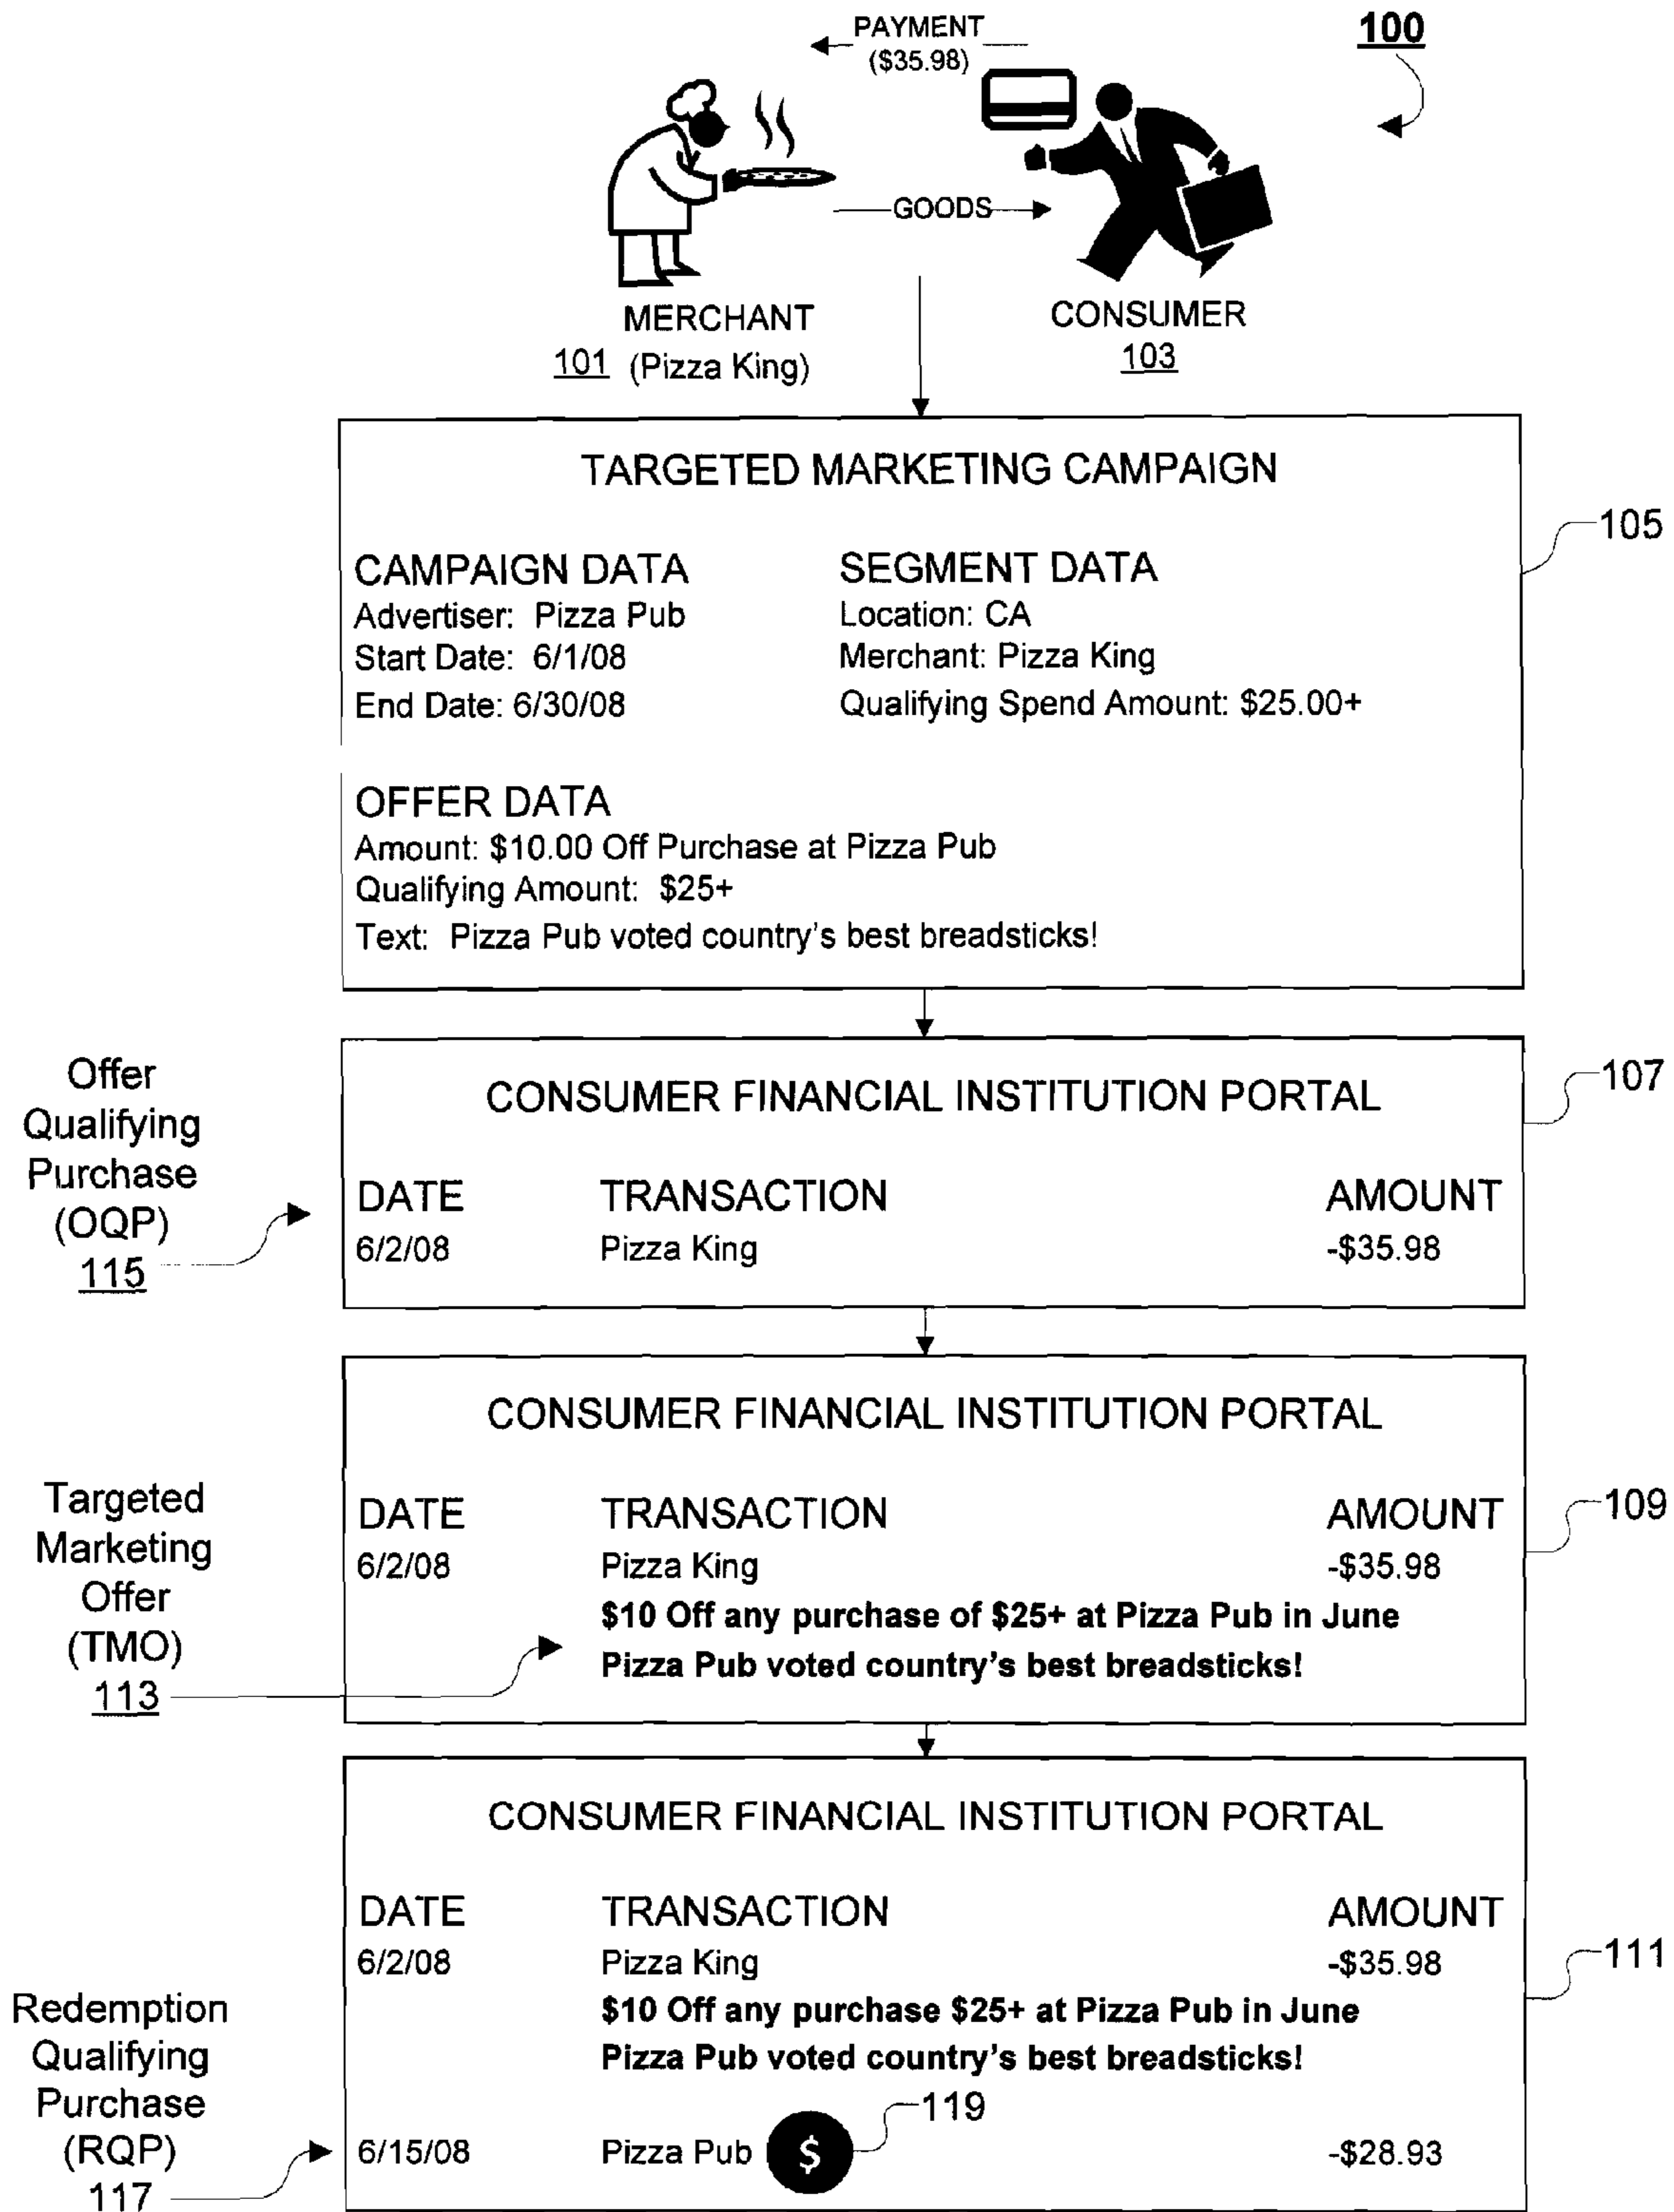 PAYMENT
($35.98)
100
GOODS
MERCHANT
101 (Pizza King)
CONSUMER
103
TARGETED MARKETING CAMPAIGN
105
CAMPAIGN DATA
Advertiser: Pizza Pub
Start Date: 6/1/08
End Date: 6/30/08
SEGMENT DATA
Location: CA
Merchant: Pizza King
Qualifying Spend Amount: $25.00+
OFFER DATA
Amount: $10.00 Off Purchase at Pizza Pub
Qualifying Amount: $25+
Text: Pizza Pub voted country's best breadsticks!
Offer
Qualifying
Purchase
(OQP)
115
CONSUMER FINANCIAL INSTITUTION PORTAL
107
DATE TRANSACTION AMOUNT
6/2/08 Pizza King -$35.98
Targeted
Marketing
Offer
(TMO)
113
CONSUMER FINANCIAL INSTITUTION PORTAL
109
DATE TRANSACTION AMOUNT
6/2/08 Pizza King -$35.98
$10 Off any purchase of $25+ at Pizza Pub in June
Pizza Pub voted country's best breadsticks!
Redemption
Qualifying
Purchase
(RQP)
117
CONSUMER FINANCIAL INSTITUTION PORTAL
111
DATE TRANSACTION AMOUNT
6/2/08 Pizza King -$35.98
$10 Off any purchase $25+ at Pizza Pub in June
Pizza Pub voted country's best breadsticks!
119
6/15/08 Pizza Pub $ -$28.93